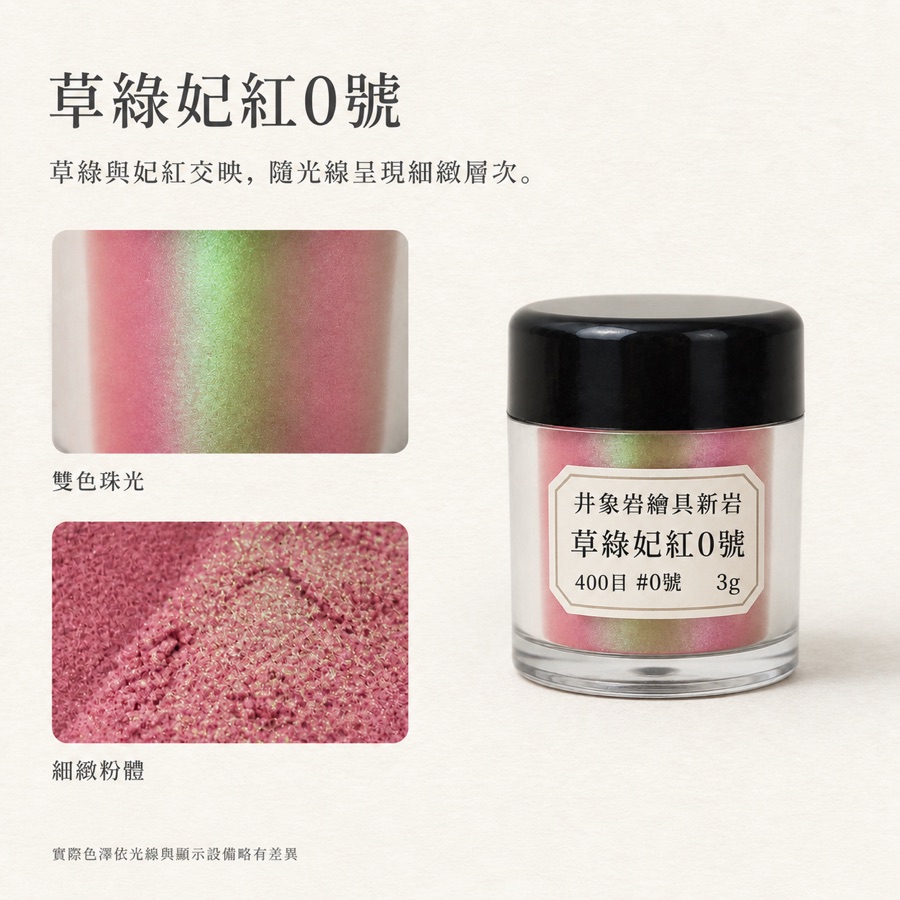 草綠妃紅0號
草綠與妃紅交映，隨光線呈現細緻層次。
雙色珠光
細緻粉體
井象岩繪具新岩
草綠妃紅0號
400目 #0號 3g
實際色澤依光線與顯示設備略有差異